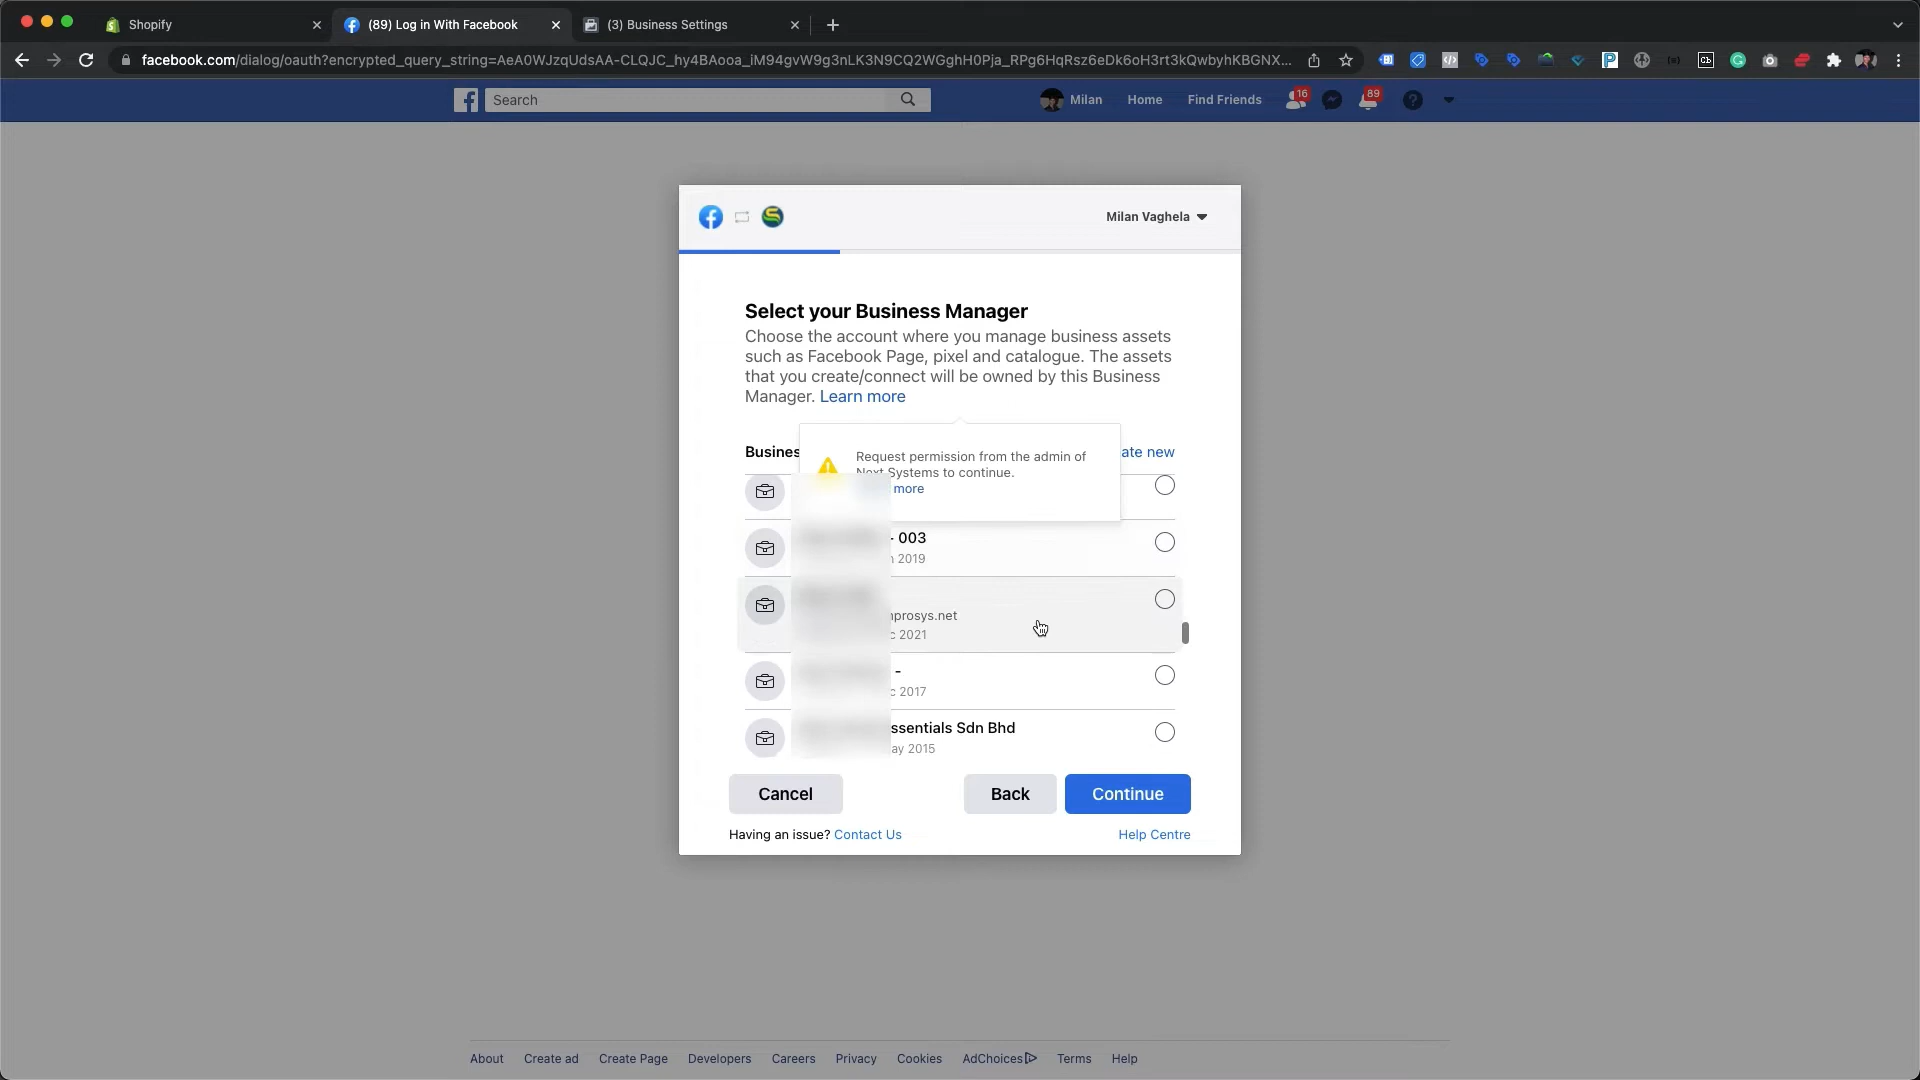 Shopify
(89) Log in With Facebook
(3) Business Settings
facebook.com/dialog/oauth?encrypted_query_string=AeA0WJzqUdsAA-CLQJC_hy4BAooa_iM94gvW9g3nLK3N9CQ2WGghH0Pja_RPg6HqRsz6eDk6oH3rt3kQwbyhKBGNX...
Search
Milan
Home
Find Friends
16
89
Milan Vaghela
Select your Business Manager
Choose the account where you manage business assets
such as Facebook Page, pixel and catalogue. The assets
that you create/connect will be owned by this Business
Manager. Learn more
Busines
ate new
Request permission from the admin of
Next Systems to continue.
more
- 003
2019
prosys.net
c 2021
-
c 2017
ssentials Sdn Bhd
ay 2015
Cancel
Back
Continue
Having an issue? Contact Us
Help Centre
About
Create ad
Create Page
Developers
Careers
Privacy
Cookies
AdChoices
Terms
Help